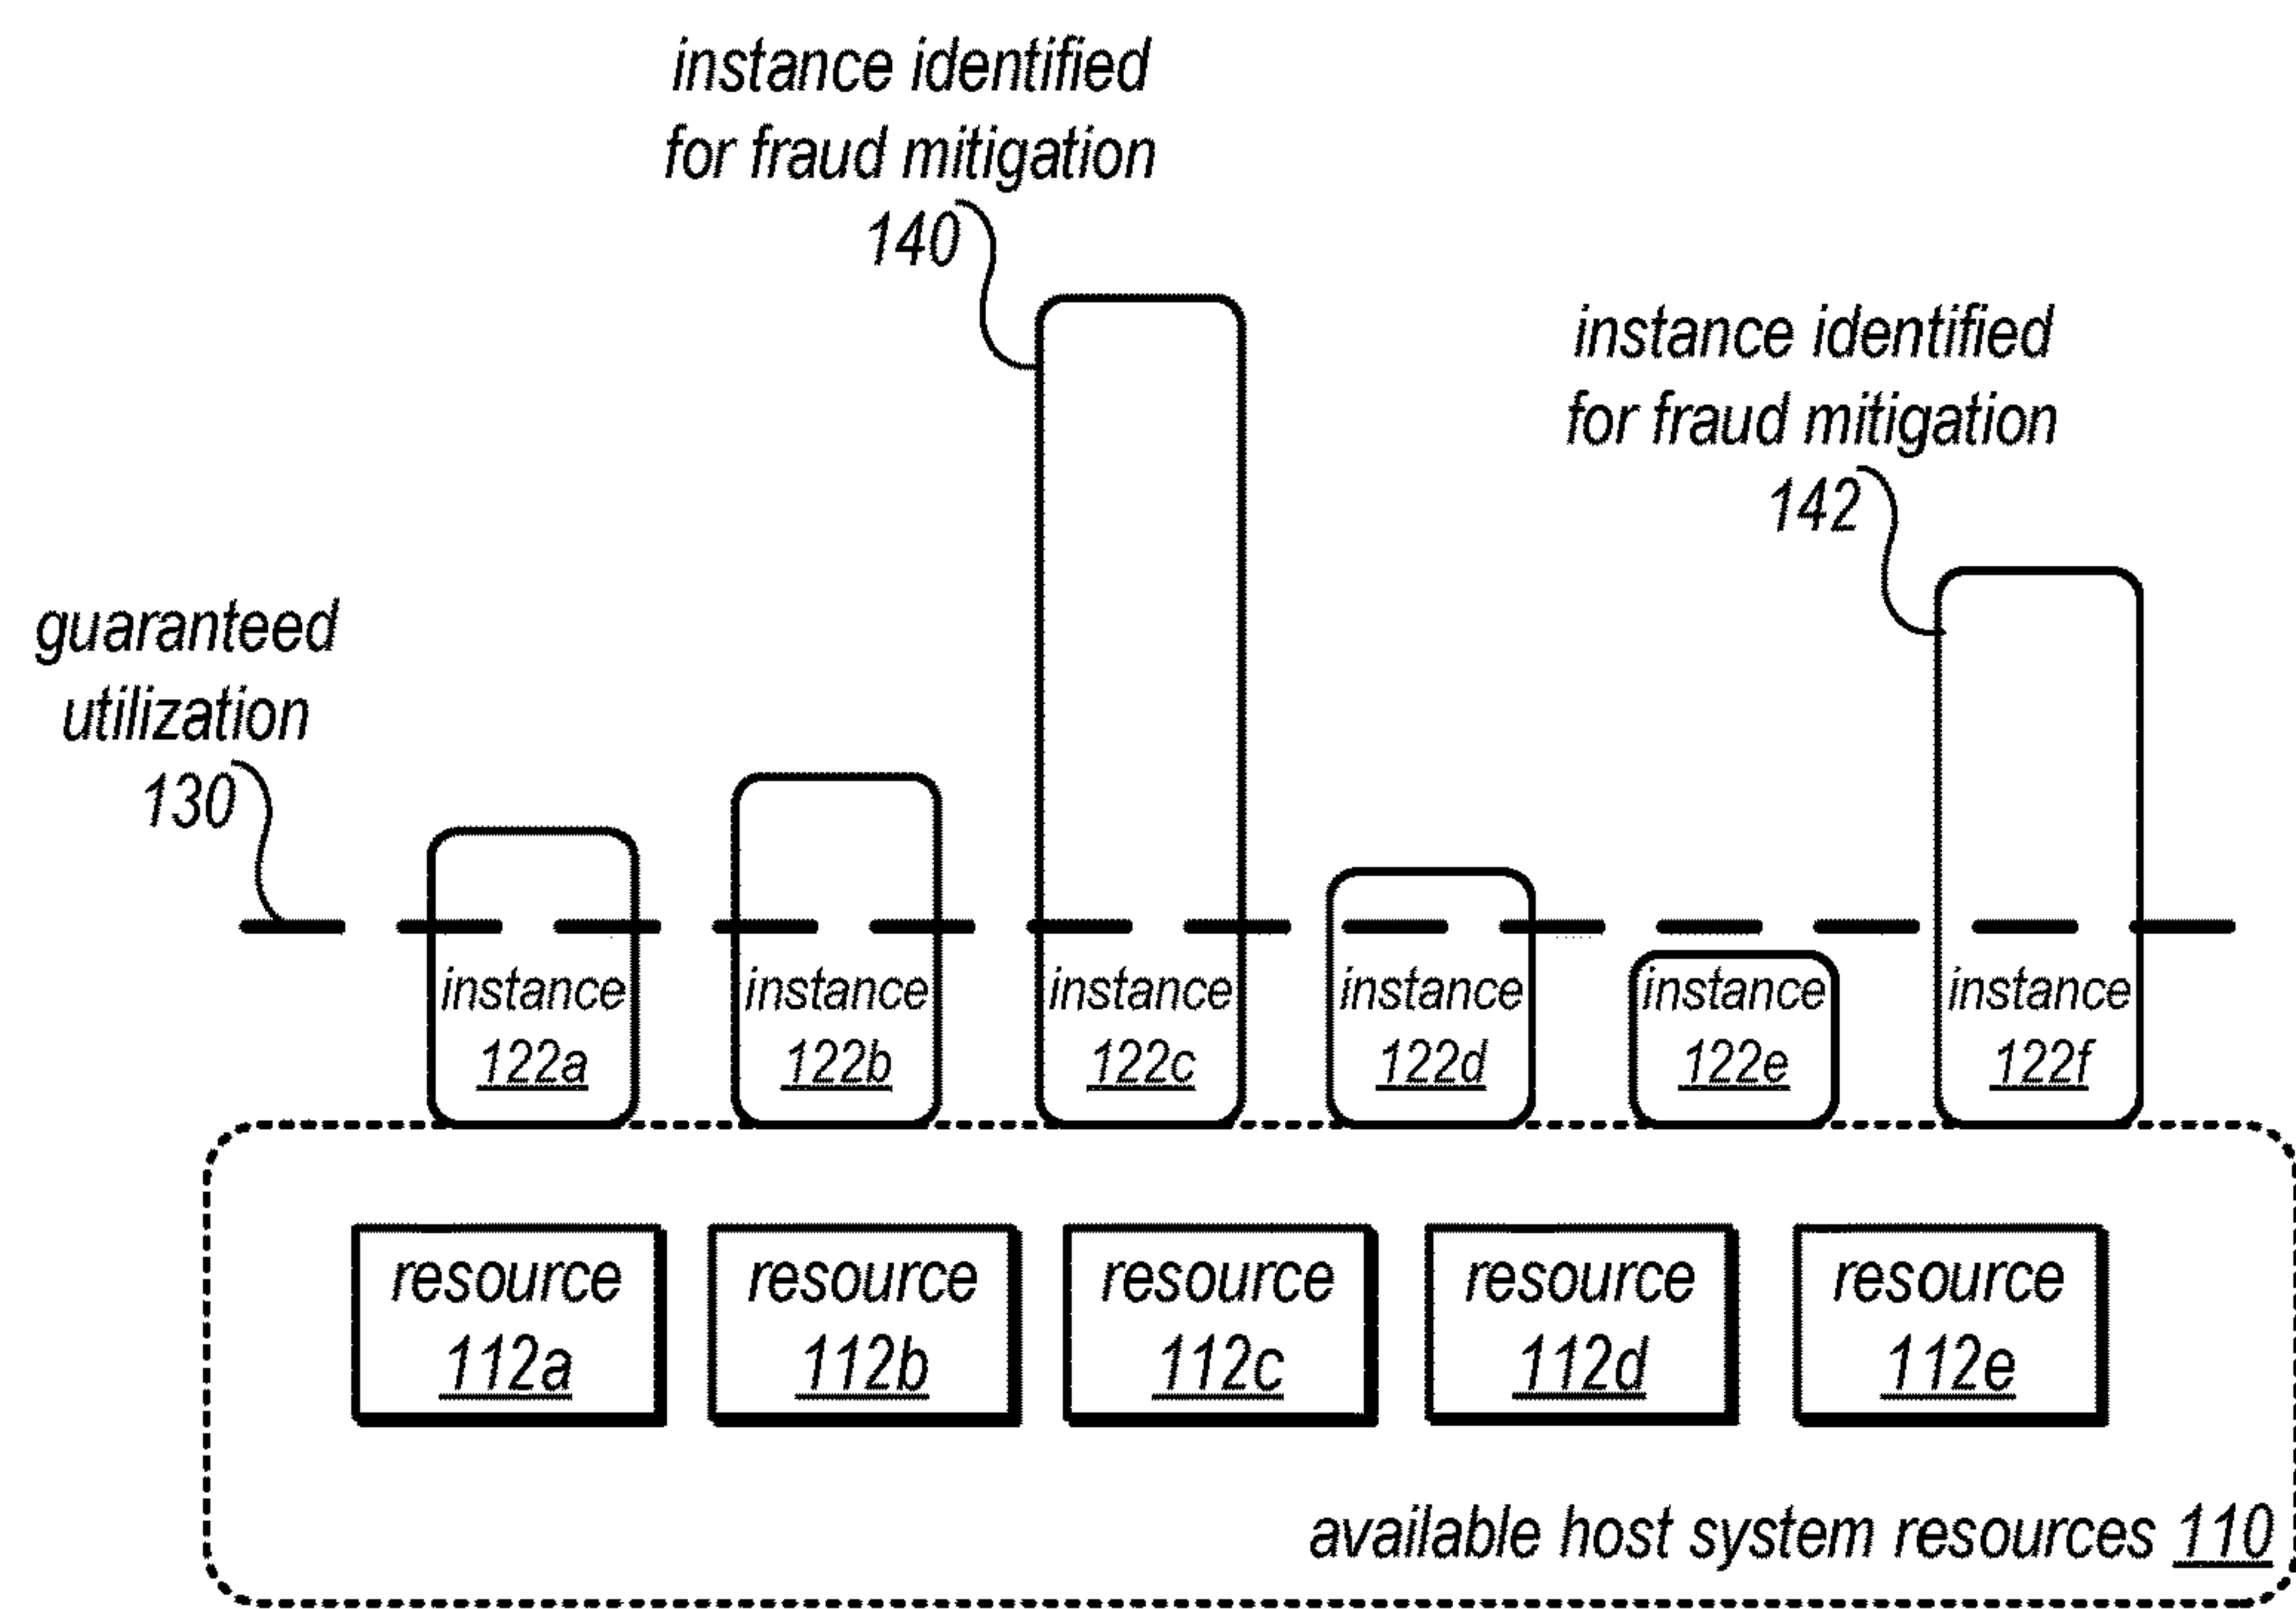 instance identified
for fraud mitigation
140
instance identified
for fraud mitigation
142
guaranteed
utilization
130
instance
122a
instance
122b
instance
122c
instance
122d
instance
122e
instance
122f
resource
112a
resource
112b
resource
112c
resource
112d
resource
112e
available host system resources 110